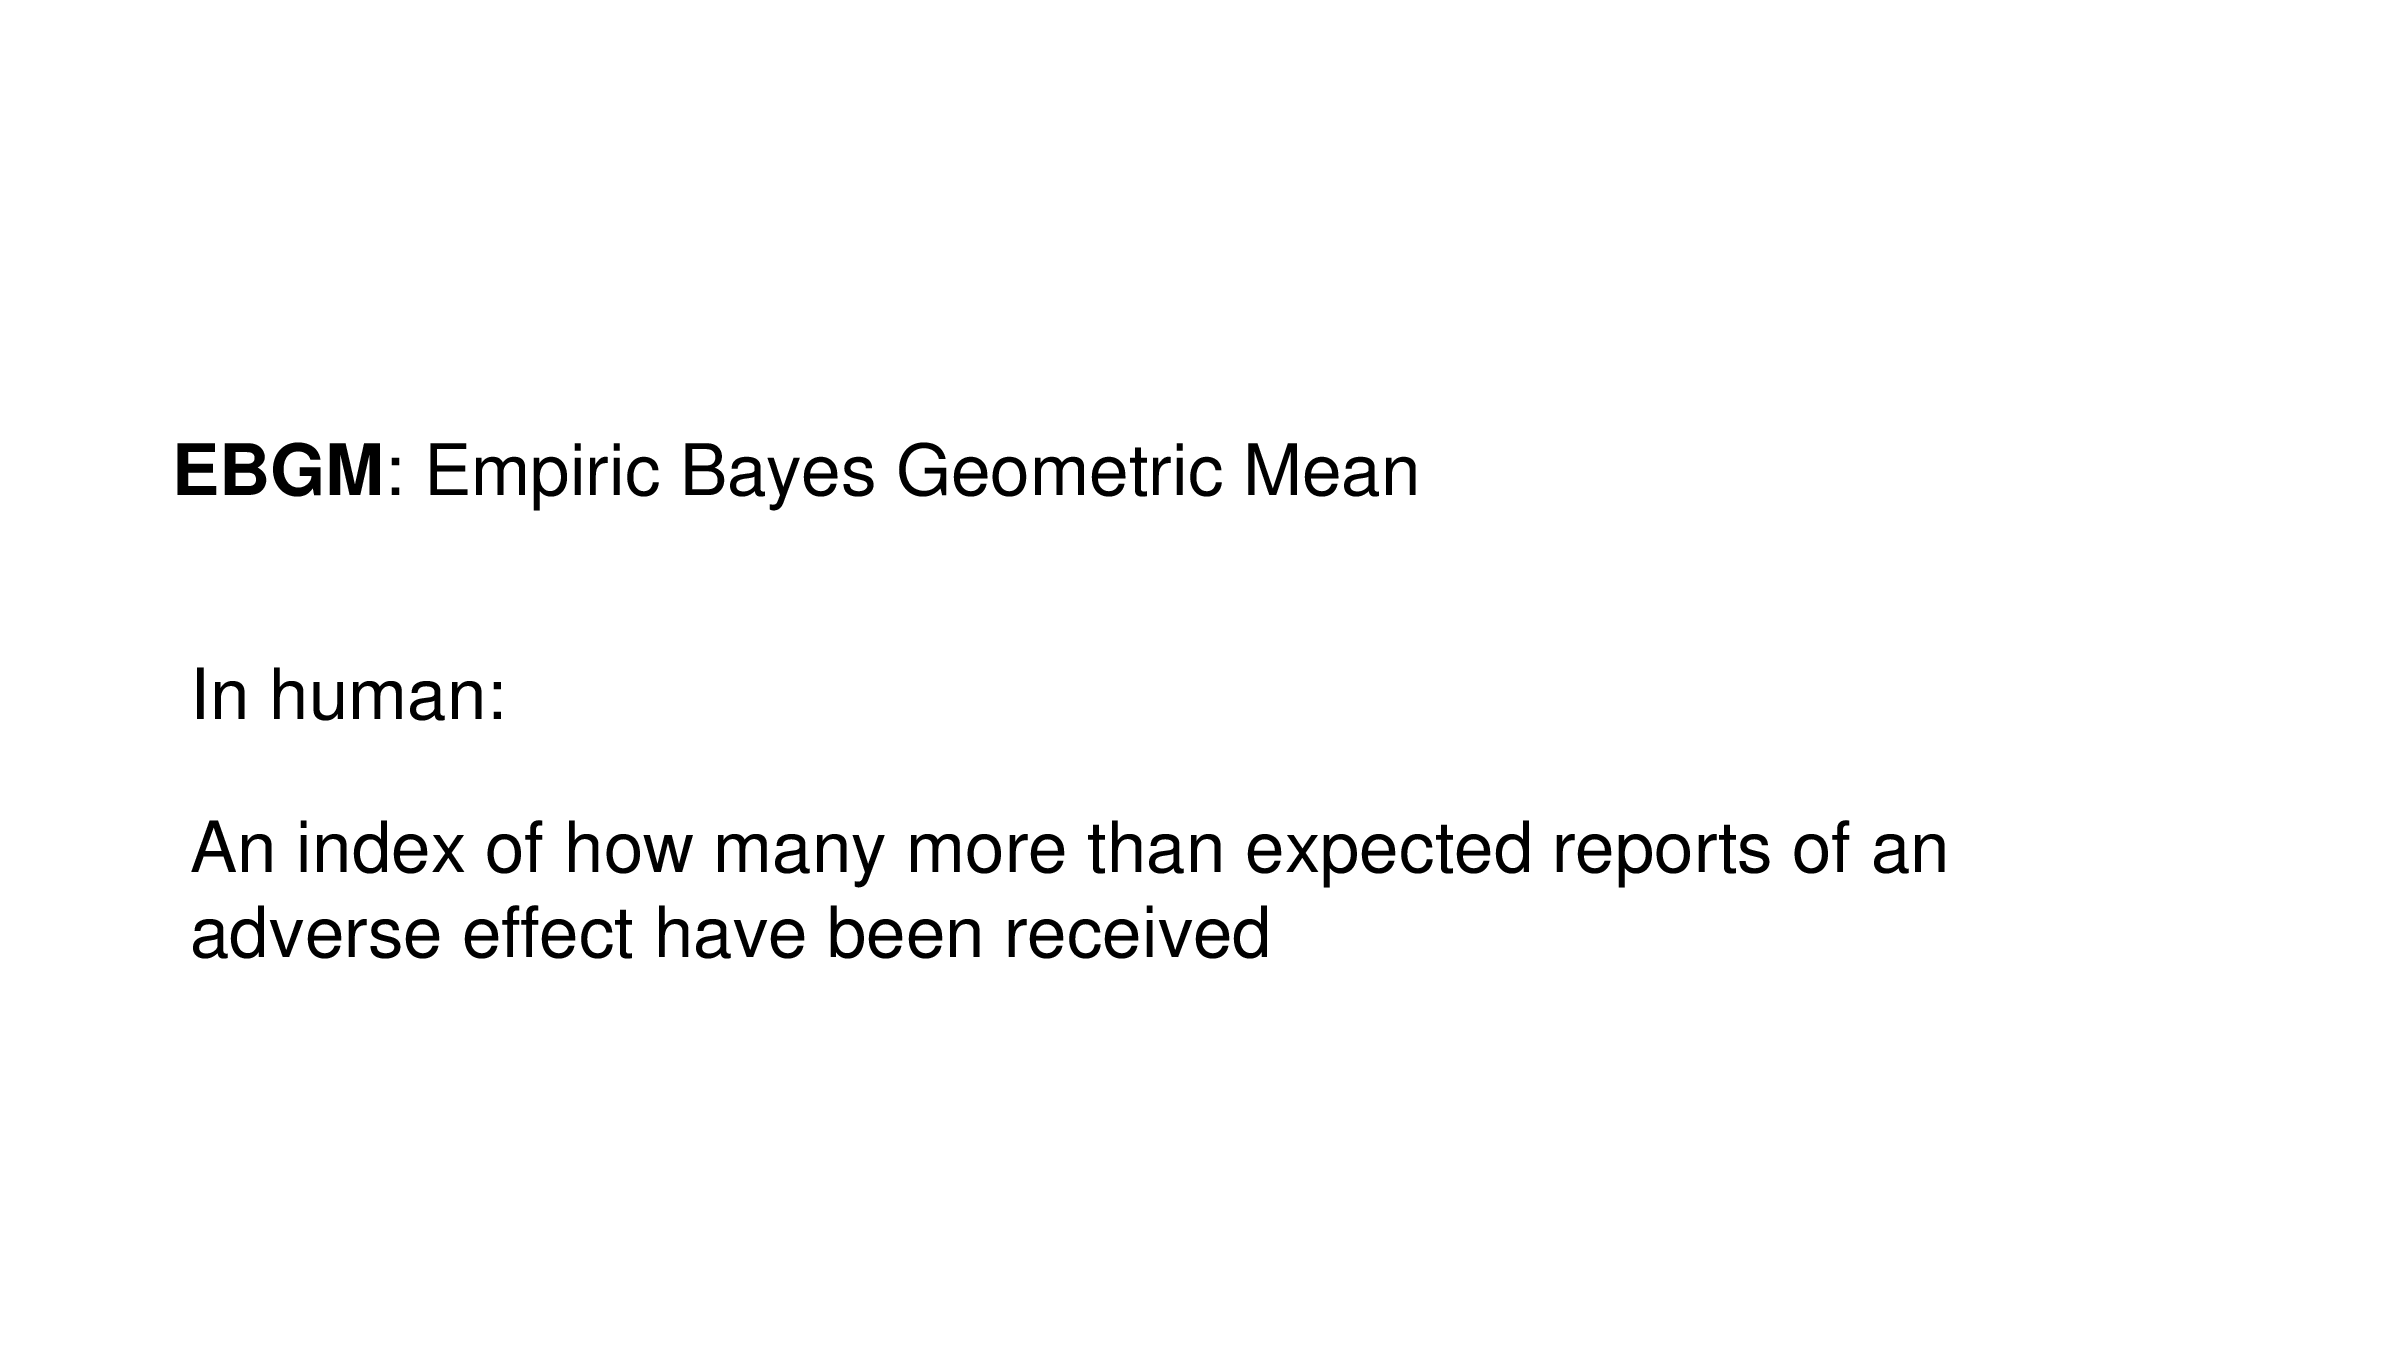 EBGM: Empiric Bayes Geometric Mean
In human:
An index of how many more than expected reports of an
adverse effect have been received